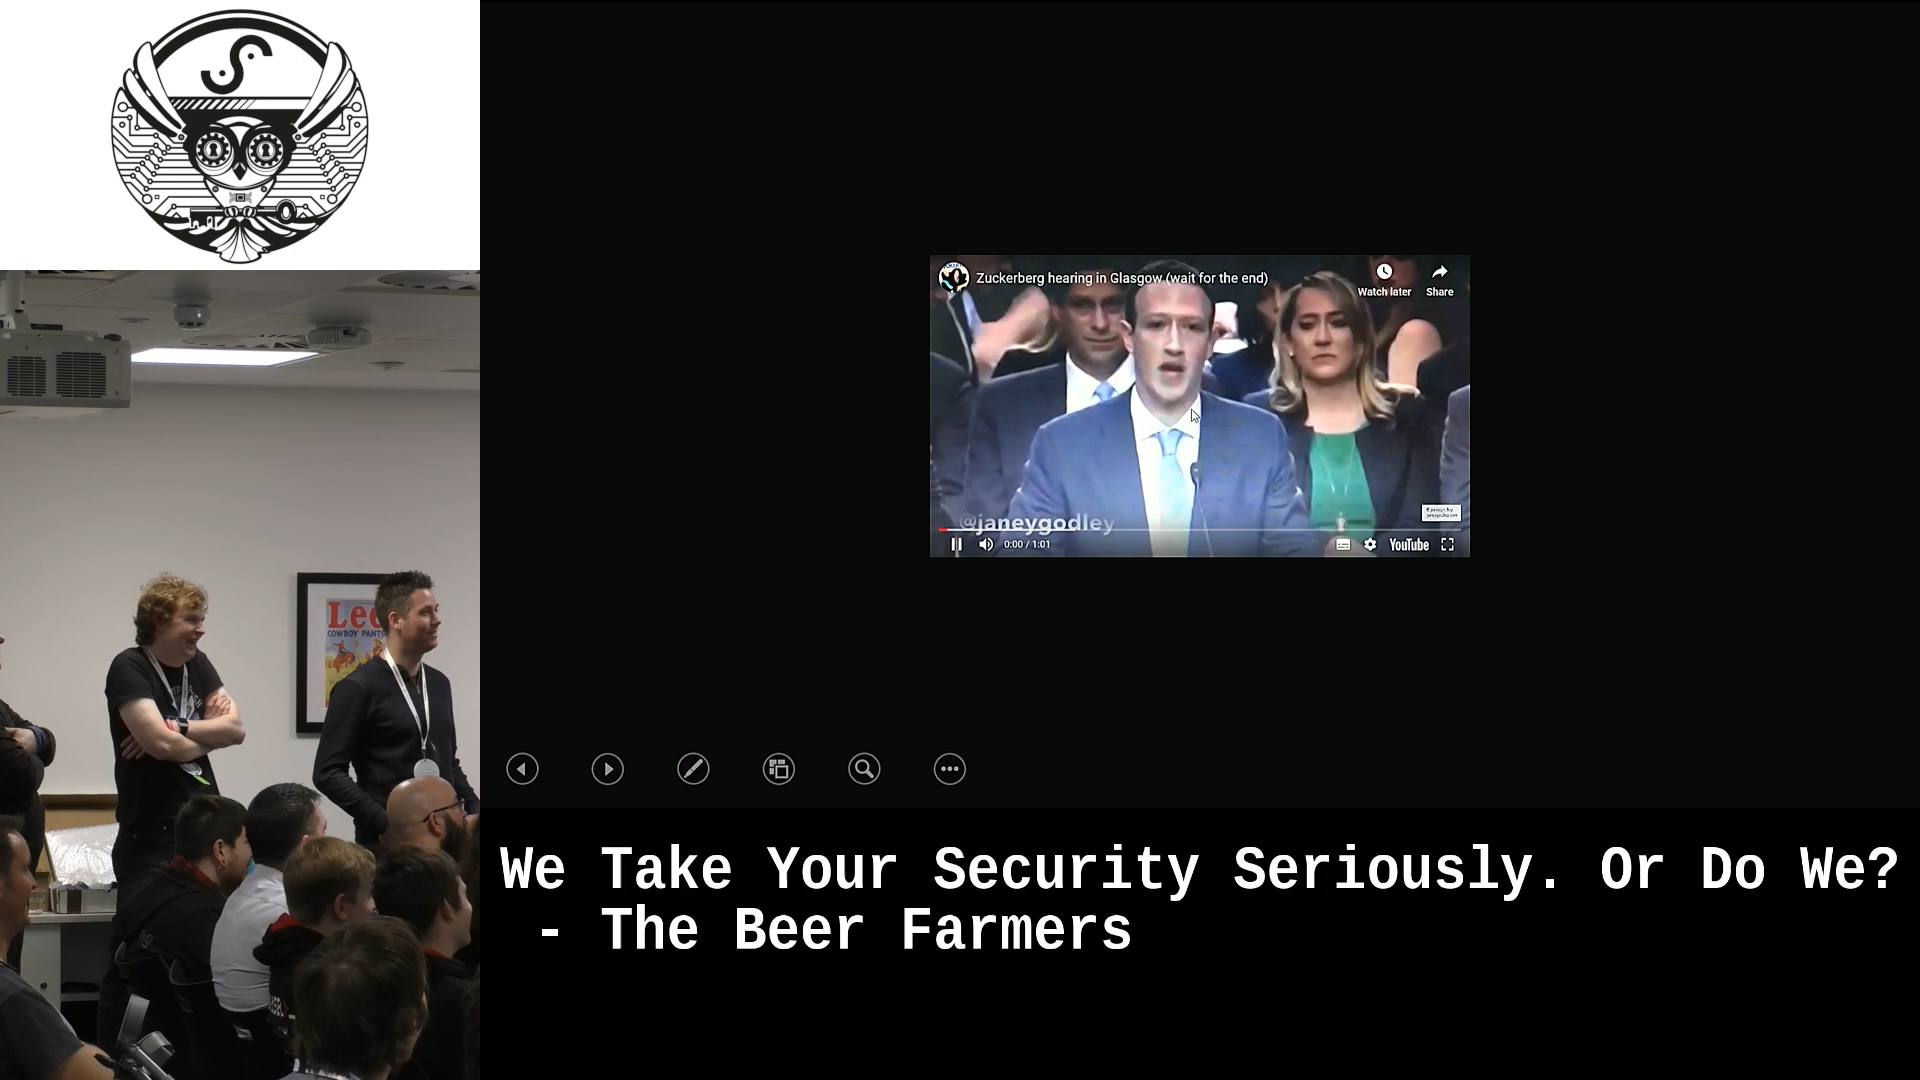 Zuckerberg hearing in Glasgow (wait for the end)
Watch later
Share
@janeygodley
0:00 / 1:01
YouTube
Lee
COWBOY PANTS
We Take Your Security Seriously. Or Do We?
- The Beer Farmers